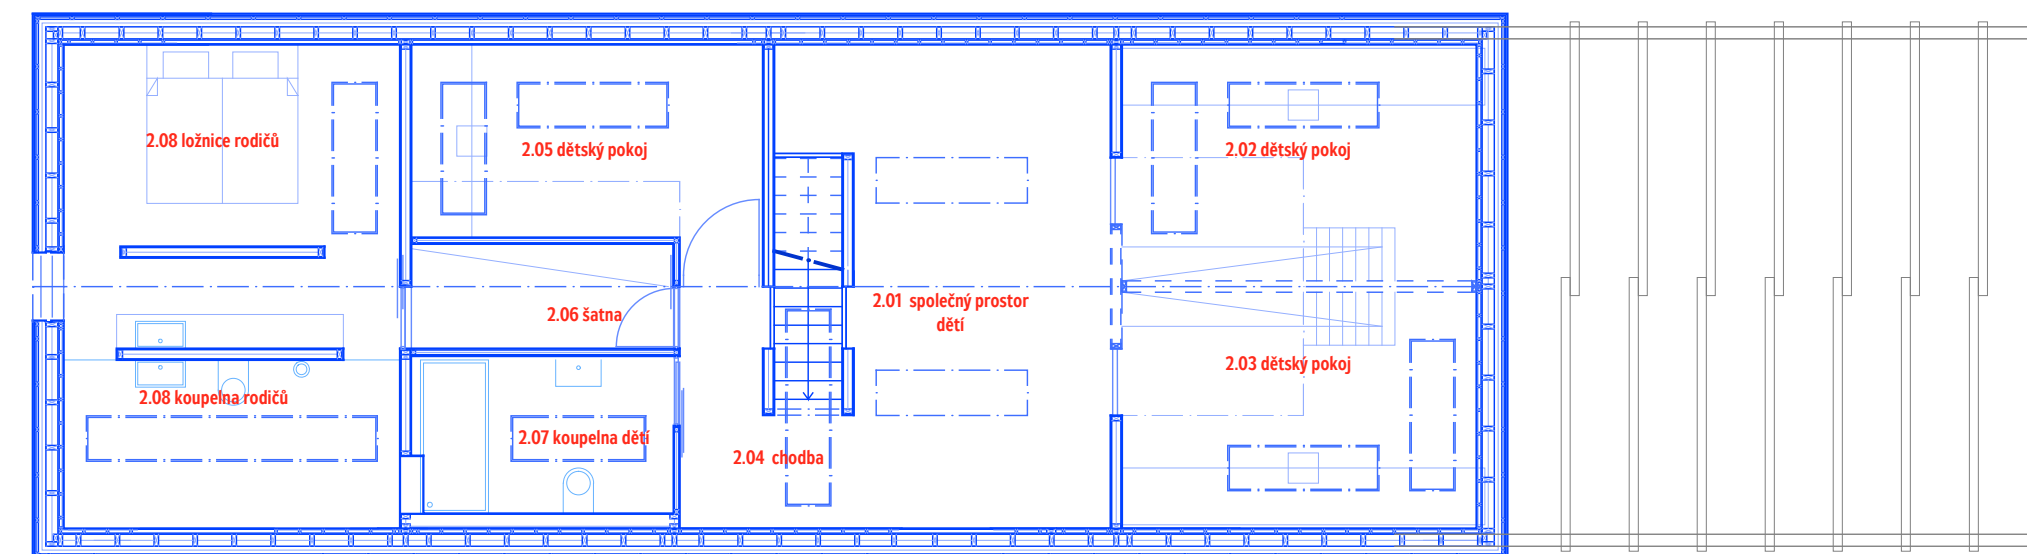 2.08 ložnice rodičů
2.05 dětský pokoj
2.02 dětský pokoj
2.06 šatna
2.01 společný prostor
dětí
2.03 dětský pokoj
2.08 koupelna rodičů
2.07 koupelna dětí
2.04 chodba